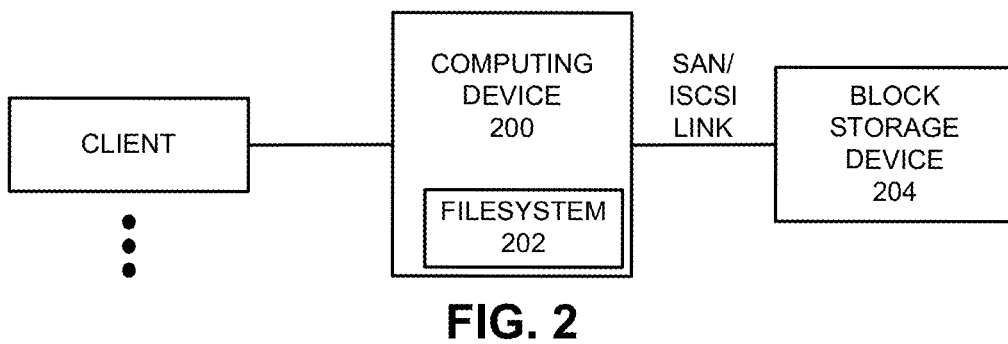 CLIENT
COMPUTING
DEVICE
200
FILESYSTEM
202
SAN/
ISCSI
LINK
BLOCK
STORAGE
DEVICE
204
FIG. 2